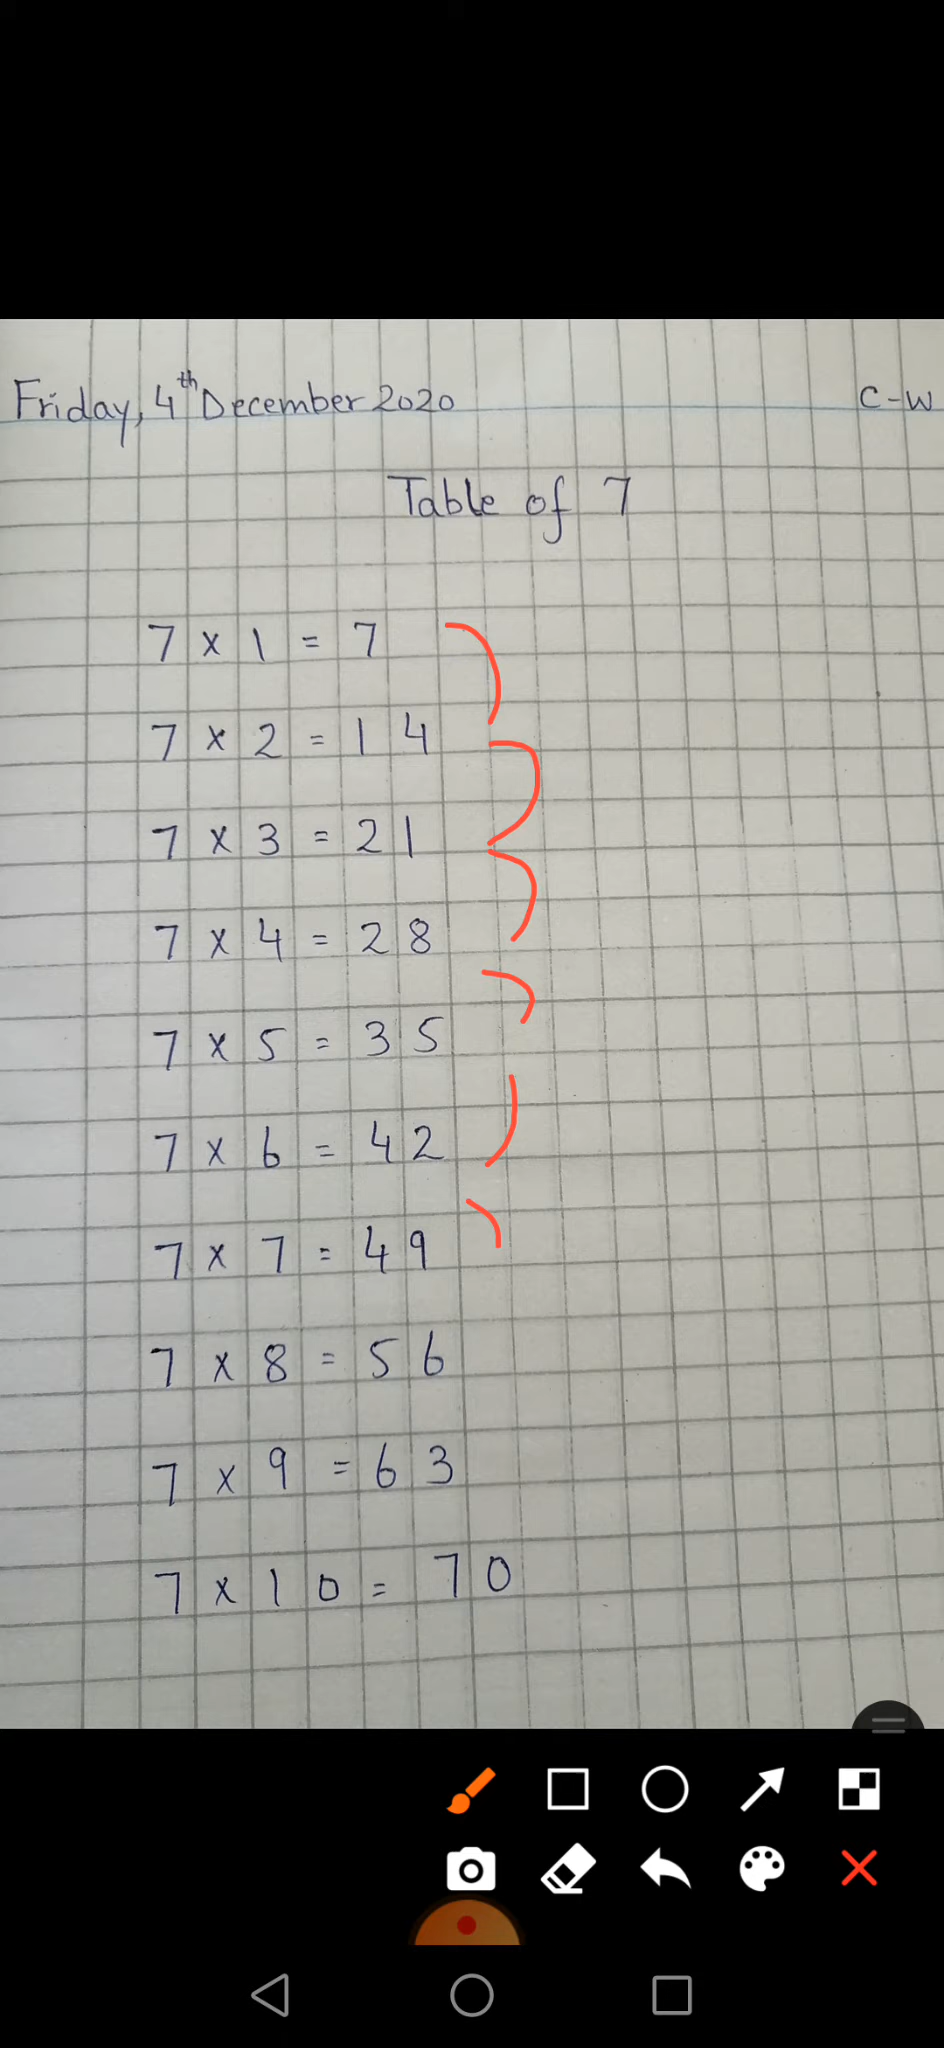 Friday, 4th December 2020 C-W
Table of 7
7 × 1 = 7
7 × 2 = 14
7 × 3 = 21
7 × 4 = 28
7 × 5 = 35
7 × 6 = 42
7 × 7 = 49
7 × 8 = 56
7 × 9 = 63
7 × 10 = 70